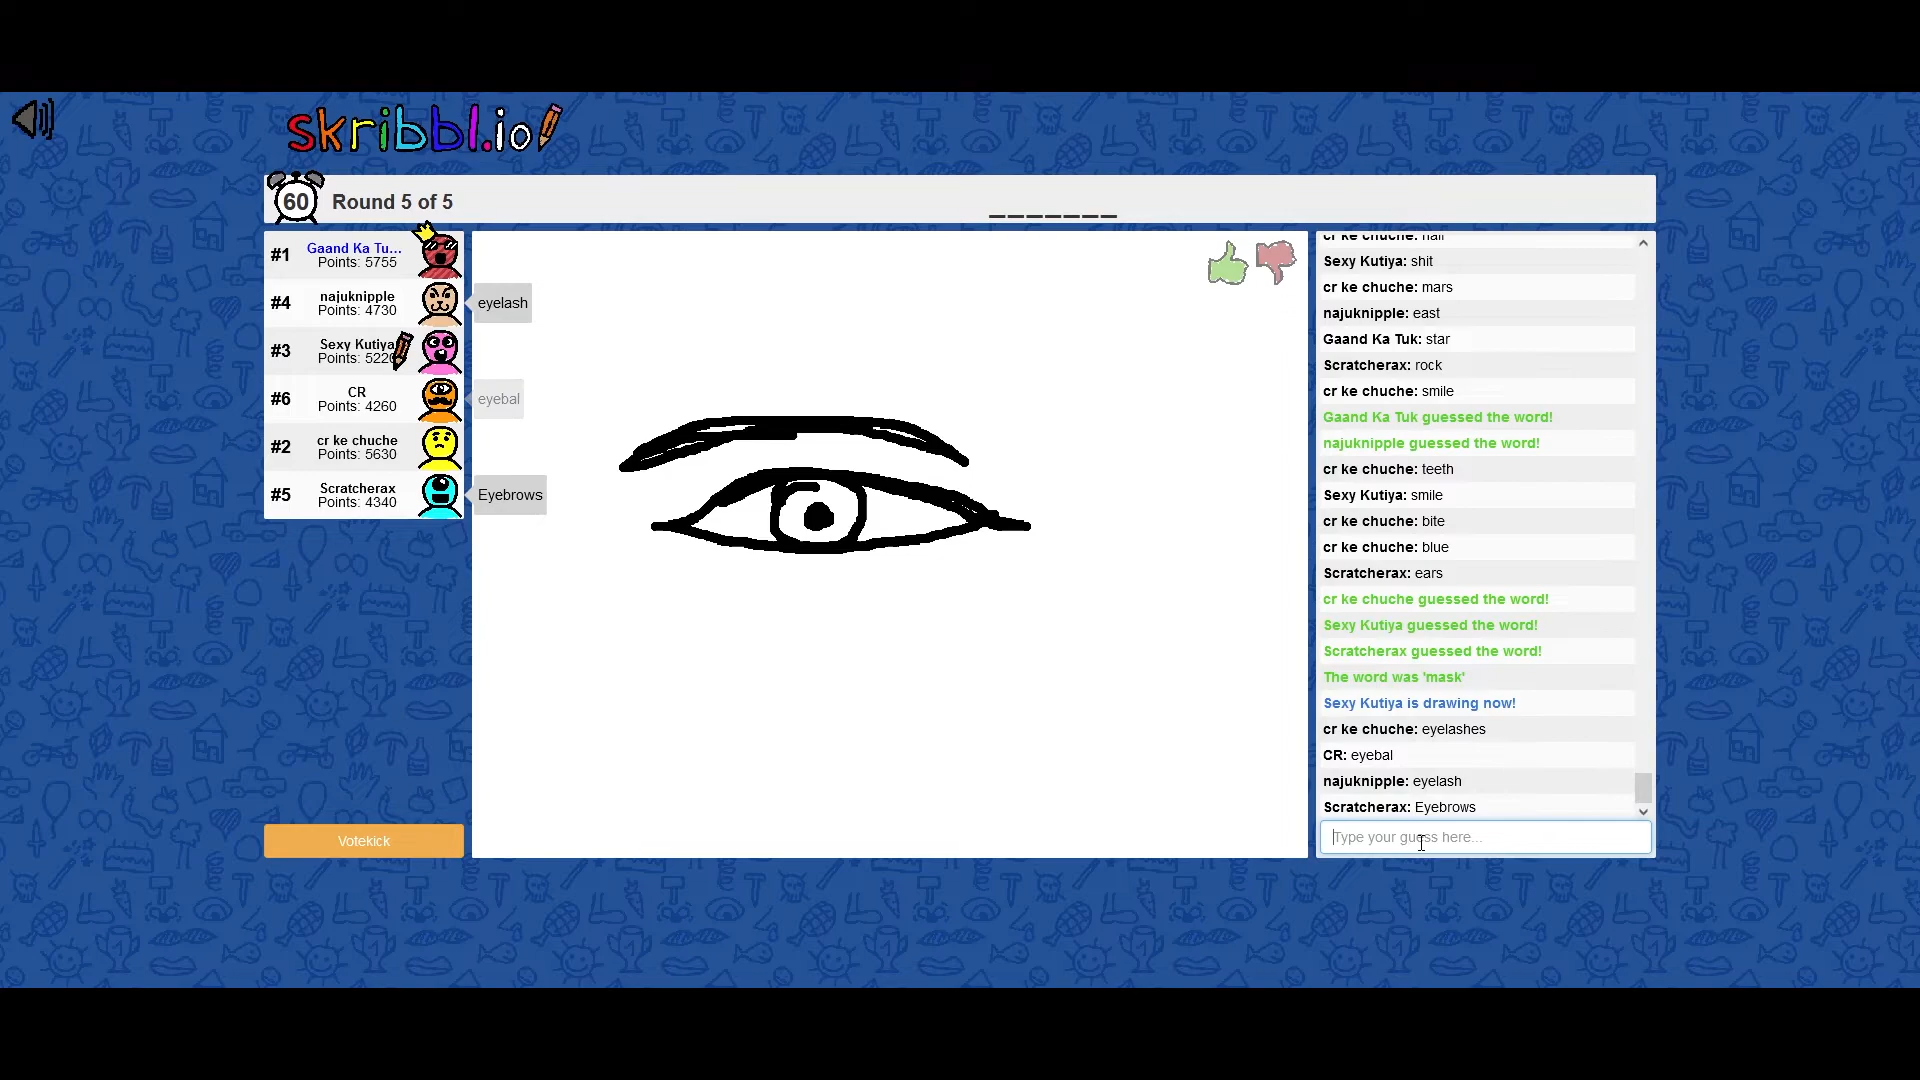 skribbl.io
60
Round 5 of 5
_______
#1
Gaand Ka Tu...
Points: 5755
#4
najuknipple
Points: 4730
eyelash
#3
Sexy Kutiya
Points: 5220
#6
CR
Points: 4260
eyebal
#2
cr ke chuche
Points: 5630
#5
Scratcherax
Points: 4340
Eyebrows
Votekick
cr ke chuche:
Sexy Kutiya: shit
cr ke chuche: mars
najuknipple: east
Gaand Ka Tuk: star
Scratcherax: rock
cr ke chuche: smile
Gaand Ka Tuk guessed the word!
najuknipple guessed the word!
cr ke chuche: teeth
Sexy Kutiya: smile
cr ke chuche: bite
cr ke chuche: blue
Scratcherax: ears
cr ke chuche guessed the word!
Sexy Kutiya guessed the word!
Scratcherax guessed the word!
The word was 'mask'
Sexy Kutiya is drawing now!
cr ke chuche: eyelashes
CR: eyebal
najuknipple: eyelash
Scratcherax: Eyebrows
Type your guess here...